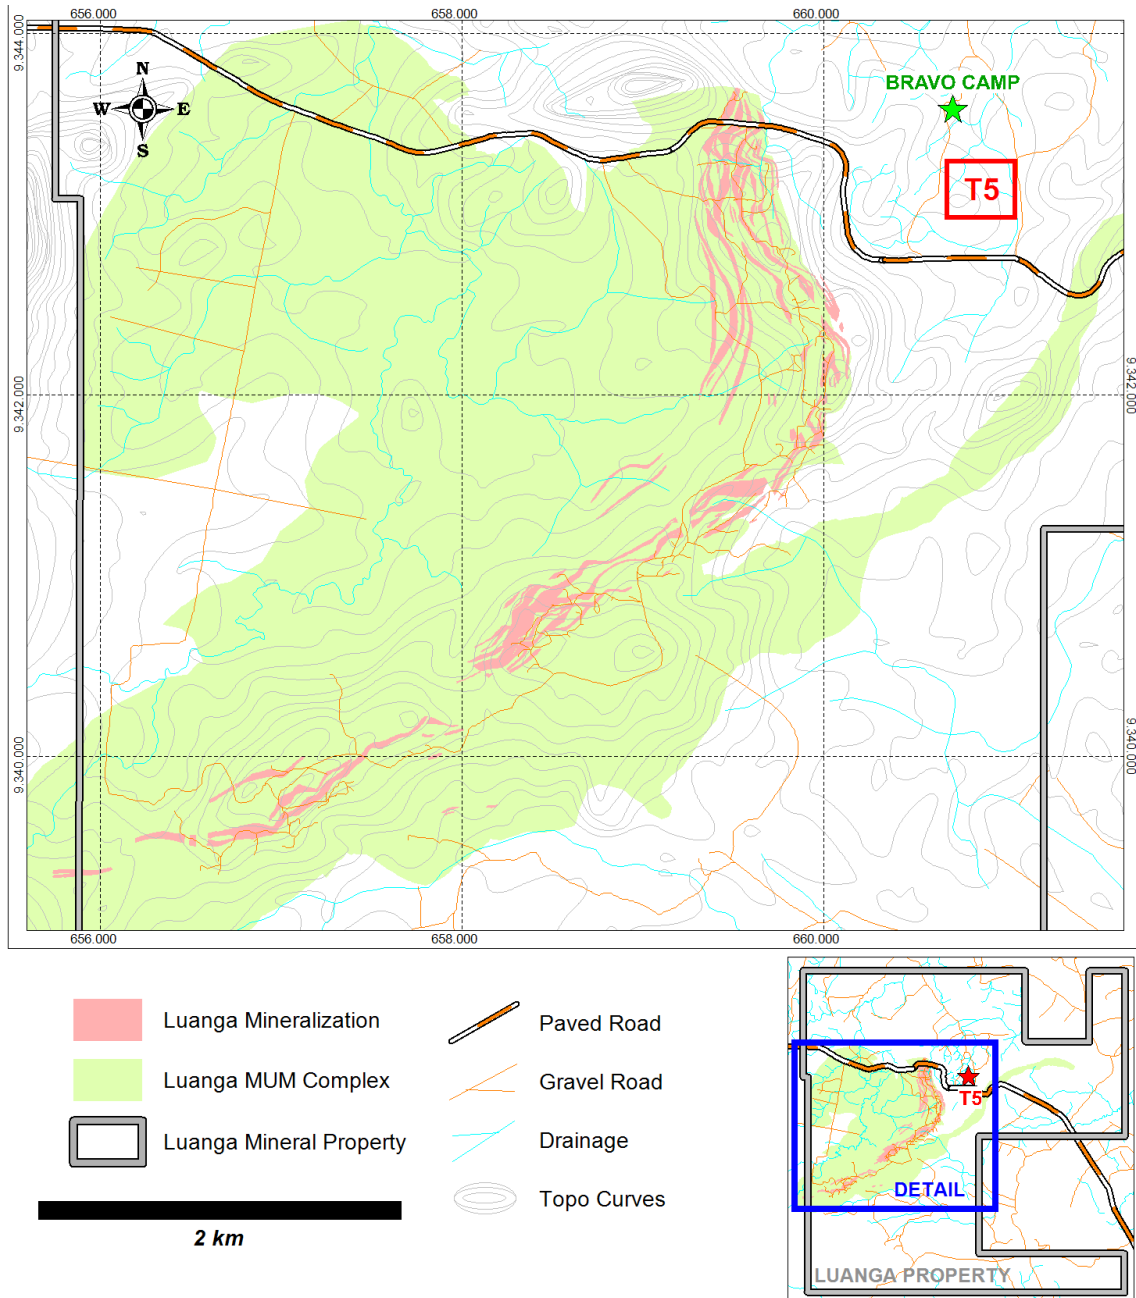 656.000
658.000
660.000
9.344.000
N
W
E
S
BRAVO CAMP
T5
9.342.000
9.342.000
9.340.000
9.340.000
656.000
658.000
660.000
Luanga Mineralization
Luanga MUM Complex
Luanga Mineral Property
2 km
Paved Road
Gravel Road
Drainage
Topo Curves
T5
DETAIL
LUANGA PROPERTY